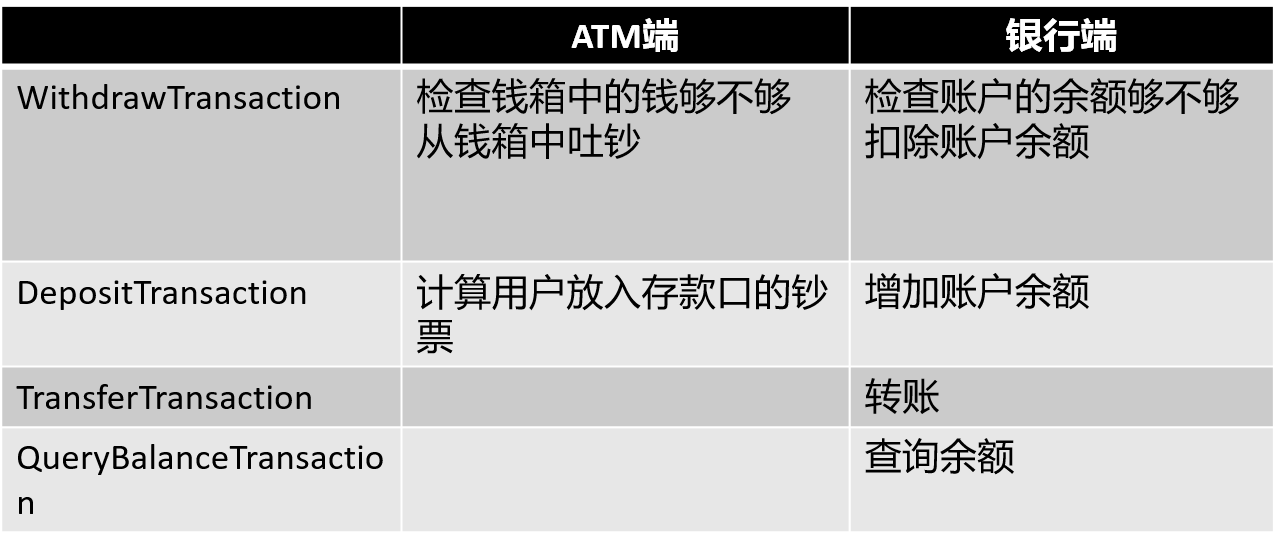 ATM端
银行端
WithdrawTransaction
检查钱箱中的钱够不够
从钱箱中吐钞
检查账户的余额够不够
扣除账户余额
DepositTransaction
计算用户放入存款口的钞
票
增加账户余额
TransferTransaction
转账
QueryBalanceTransactio
n
查询余额